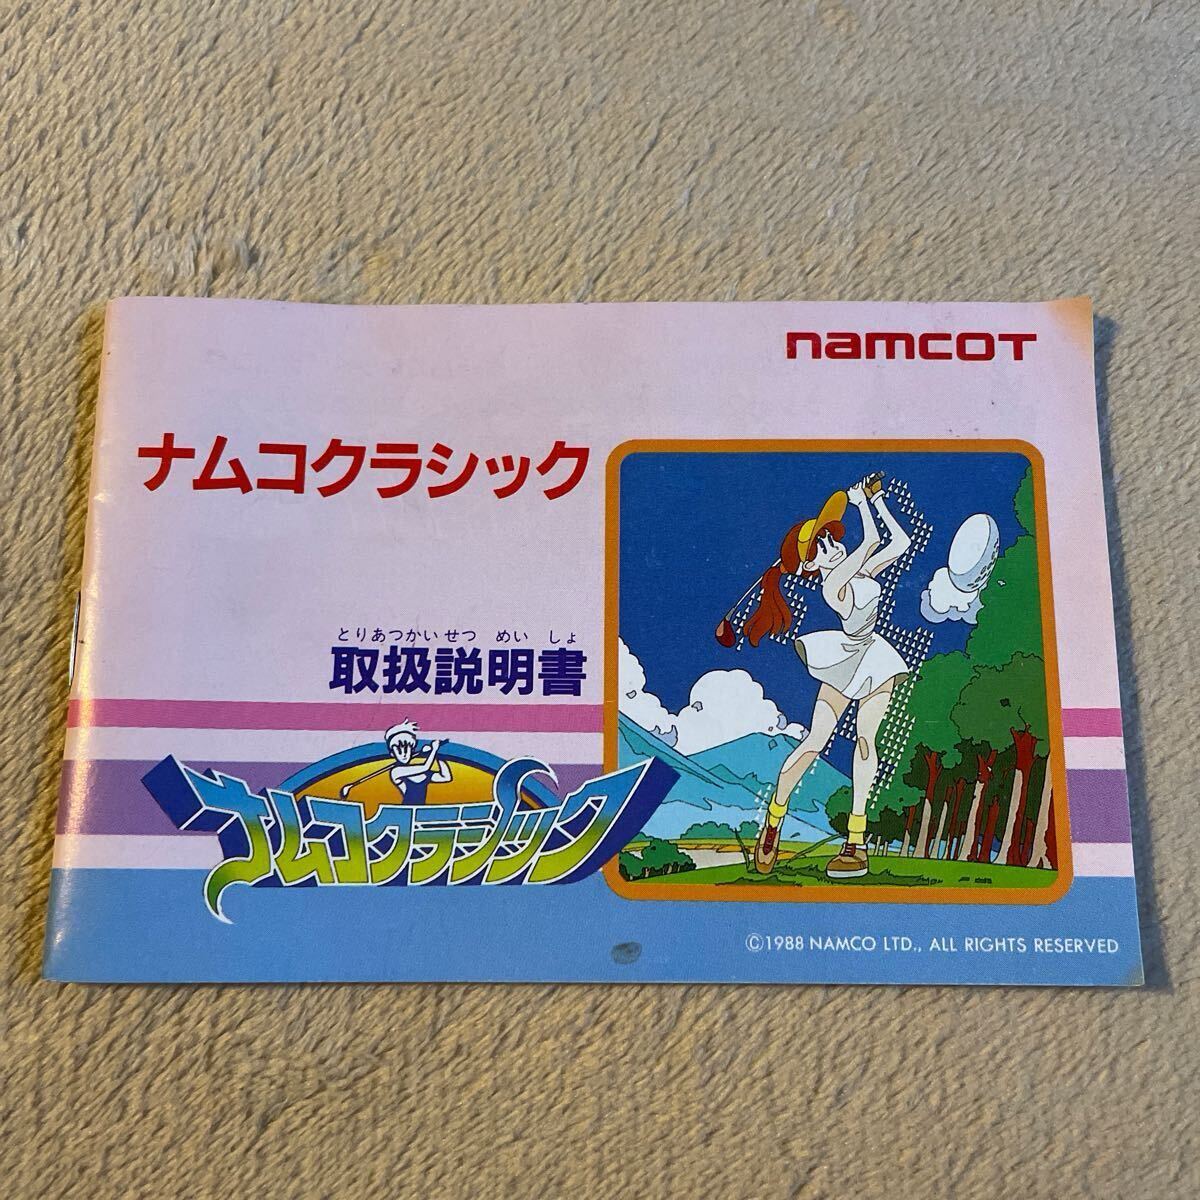 namcot
ナムコクラシック
とりあつかいせつ めい しょ
取扱説明書
ナムコクラシック
©1988 NAMCO LTD., ALL RIGHTS RESERVED